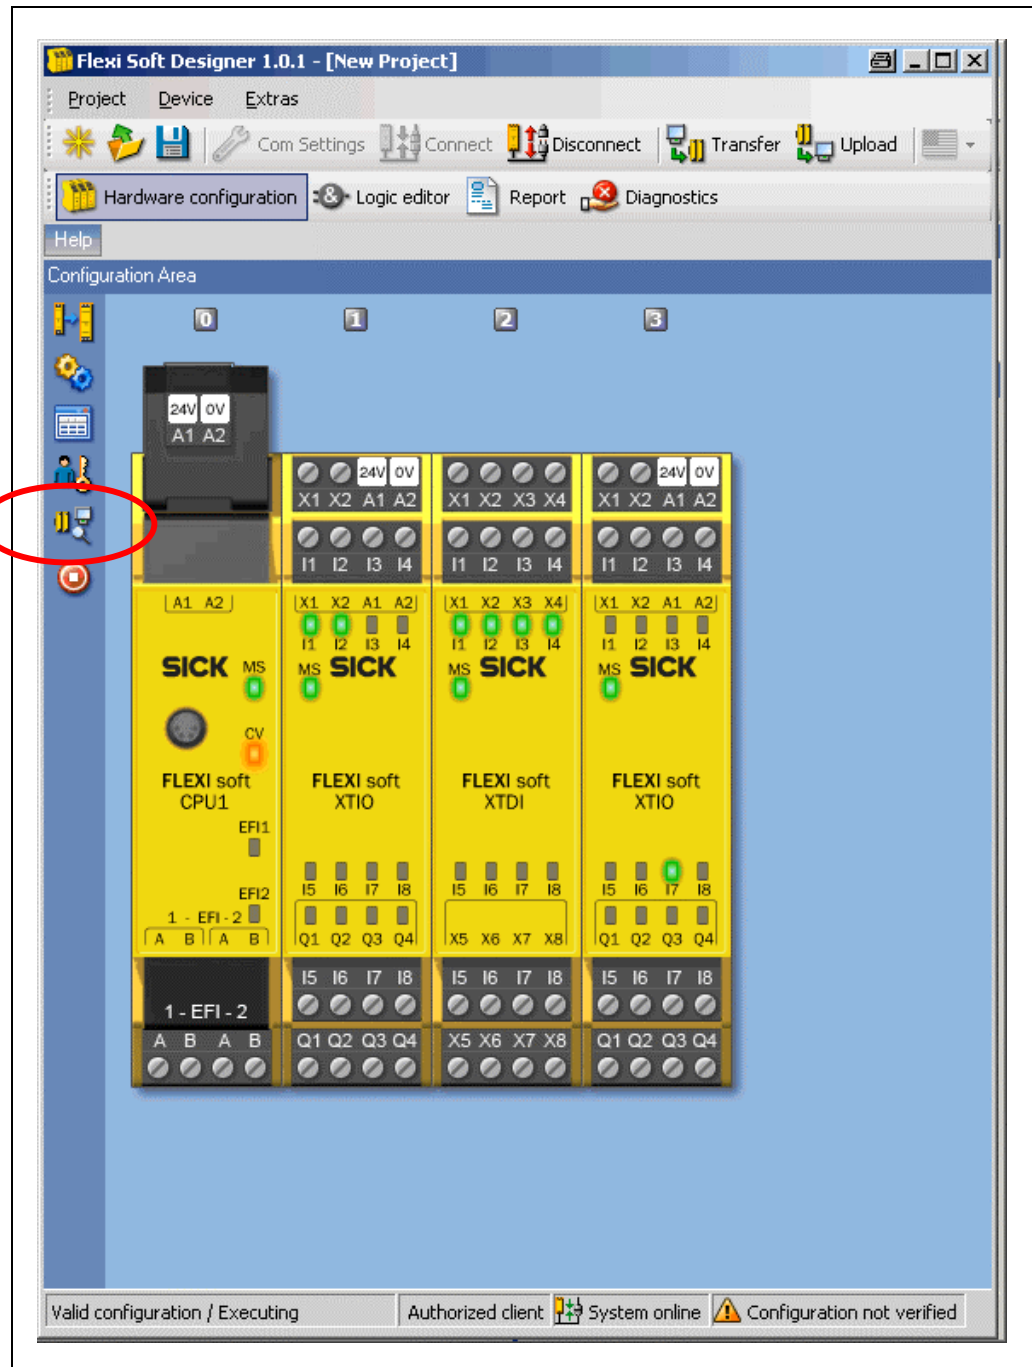 Flexi Soft Designer 1.0.1 - [New Project]
Project Device Extras
Com Settings Connect Disconnect Transfer Upload
Hardware configuration & Logic editor Report Diagnostics
Help
Configuration Area
0 1 2 3
24V 0V
A1 A2
24V 0V 24V 0V
X1 X2 A1 A2 X1 X2 X3 X4 X1 X2 A1 A2
I1 I2 I3 I4 I1 I2 I3 I4 I1 I2 I3 I4
A1 A2 X1 X2 A1 A2 X1 X2 X3 X4 X1 X2 A1 A2
I1 I2 I3 I4 I1 I2 I3 I4 I1 I2 I3 I4
SICK MS MS SICK MS SICK MS SICK
CV
FLEXI soft FLEXI soft FLEXI soft FLEXI soft
CPU1 XTIO XTDI XTIO
EFI1
EFI2 I5 I6 I7 I8 I5 I6 I7 I8 I5 I6 I7 I8
1 - EFI - 2
A B A B Q1 Q2 Q3 Q4 X5 X6 X7 X8 Q1 Q2 Q3 Q4
I5 I6 I7 I8 I5 I6 I7 I8 I5 I6 I7 I8
1 - EFI - 2
A B A B Q1 Q2 Q3 Q4 X5 X6 X7 X8 Q1 Q2 Q3 Q4
Valid configuration / Executing Authorized client System online Configuration not verified